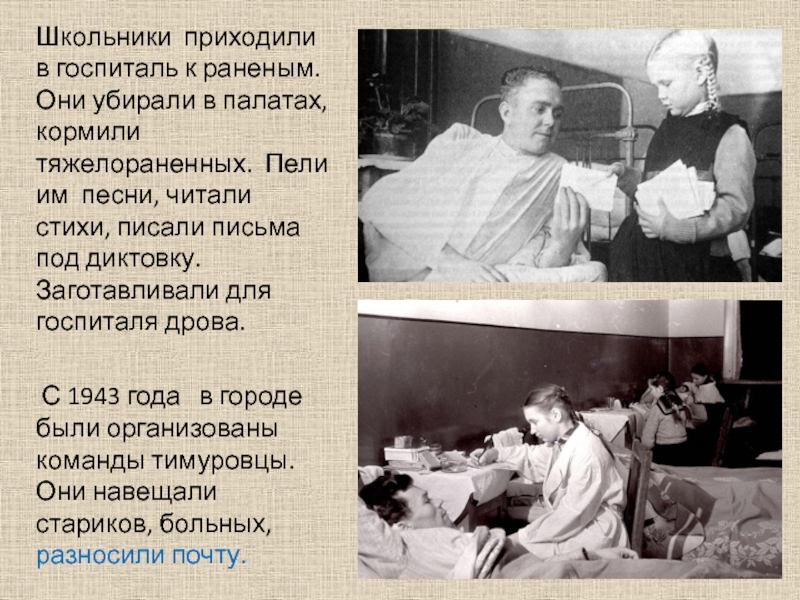 Школьники приходили
в госпиталь к раненым.
Они убирали в палатах,
кормили
тяжелораненных. Пели
им песни, читали
стихи, писали письма
под диктовку.
Заготавливали для
госпиталя дрова.
С 1943 года в городе
были организованы
команды тимуровцы.
Они навещали
стариков, больных,
разносили почту.